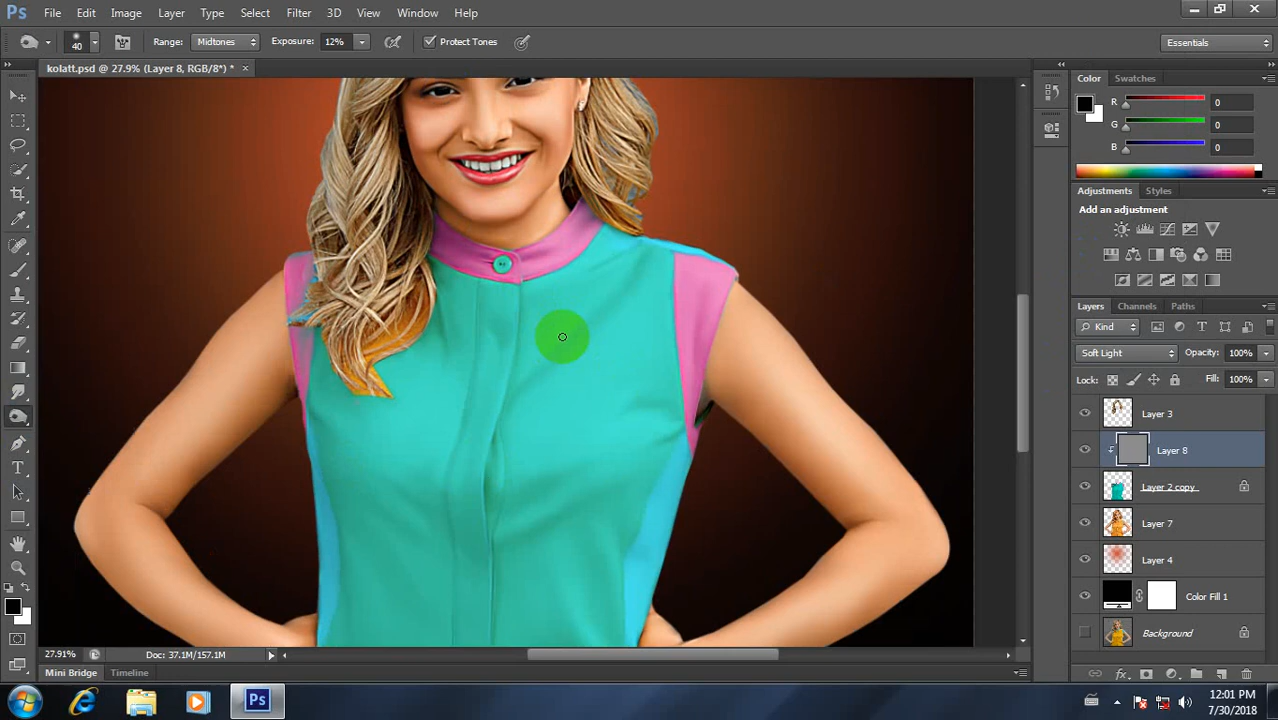 Ps File Edit Image Layer Type Select Filter 3D View Window Help
40 Range: Midtones Exposure: 12% Protect Tones Essentials
kolatt.psd @ 27.9% (Layer 8, RGB/8*) * ×
Color Swatches
R 0
G 0
B 0
Adjustments Styles
Add an adjustment
Layers Channels Paths
Kind
Soft Light Opacity: 100%
Lock: Fill: 100%
Layer 3
Layer 8
Layer 2 copy
Layer 7
Layer 4
Color Fill 1
Background
27.91% Doc: 37.1M/157.1M
Mini Bridge Timeline
Ps
12:01 PM
7/30/2018